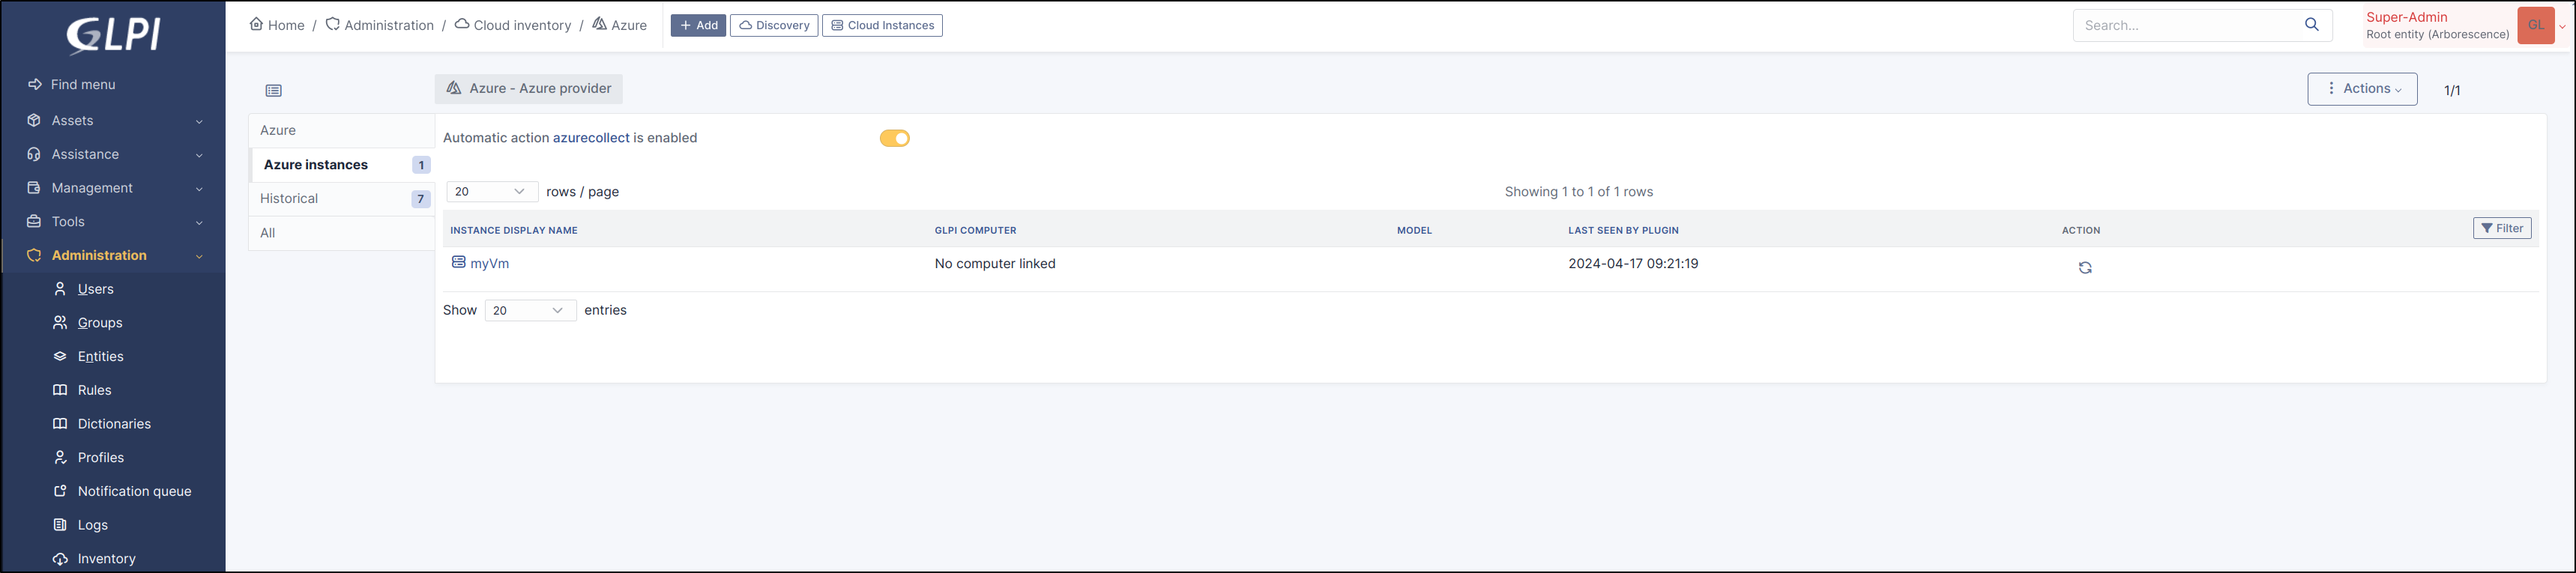 GLPI
Find menu
Assets
Assistance
Management
Tools
Administration
Users
Groups
Entities
Rules
Dictionaries
Profiles
Notification queue
Logs
Inventory
Home / Administration / Cloud inventory / Azure
+ Add
Discovery
Cloud Instances
Search...
Super-Admin
Root entity (Arborescence)
GL
Azure - Azure provider
Actions
1/1
Azure
Azure instances 1
Historical 7
All
Automatic action azurecollect is enabled
20 rows / page
Showing 1 to 1 of 1 rows
INSTANCE DISPLAY NAME GLPI COMPUTER MODEL LAST SEEN BY PLUGIN ACTION Filter
myVm No computer linked 2024-04-17 09:21:19
Show 20 entries